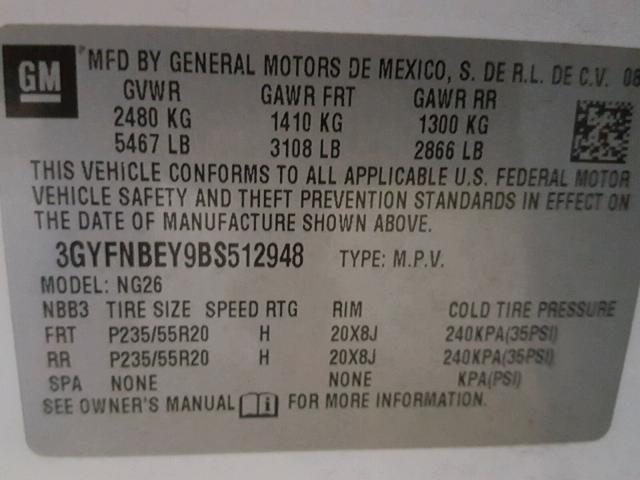 GM MFD BY GENERAL MOTORS DE MEXICO, S. DE R.L. DE C.V. 08
GVWR GAWR FRT GAWR RR
2480 KG 1410 KG 1300 KG
5467 LB 3108 LB 2866 LB
THIS VEHICLE CONFORMS TO ALL APPLICABLE U.S. FEDERAL MOTOR
VEHICLE SAFETY AND THEFT PREVENTION STANDARDS IN EFFECT ON
THE DATE OF MANUFACTURE SHOWN ABOVE.
3GYFNBEY9BS512948 TYPE: M.P.V.
MODEL: NG26
NBB3 TIRE SIZE SPEED RTG RIM COLD TIRE PRESSURE
FRT P235/55R20 H 20X8J 240KPA(35PSI)
RR P235/55R20 H 20X8J 240KPA(35PSI)
SPA NONE NONE KPA(PSI)
SEE OWNER'S MANUAL i FOR MORE INFORMATION.